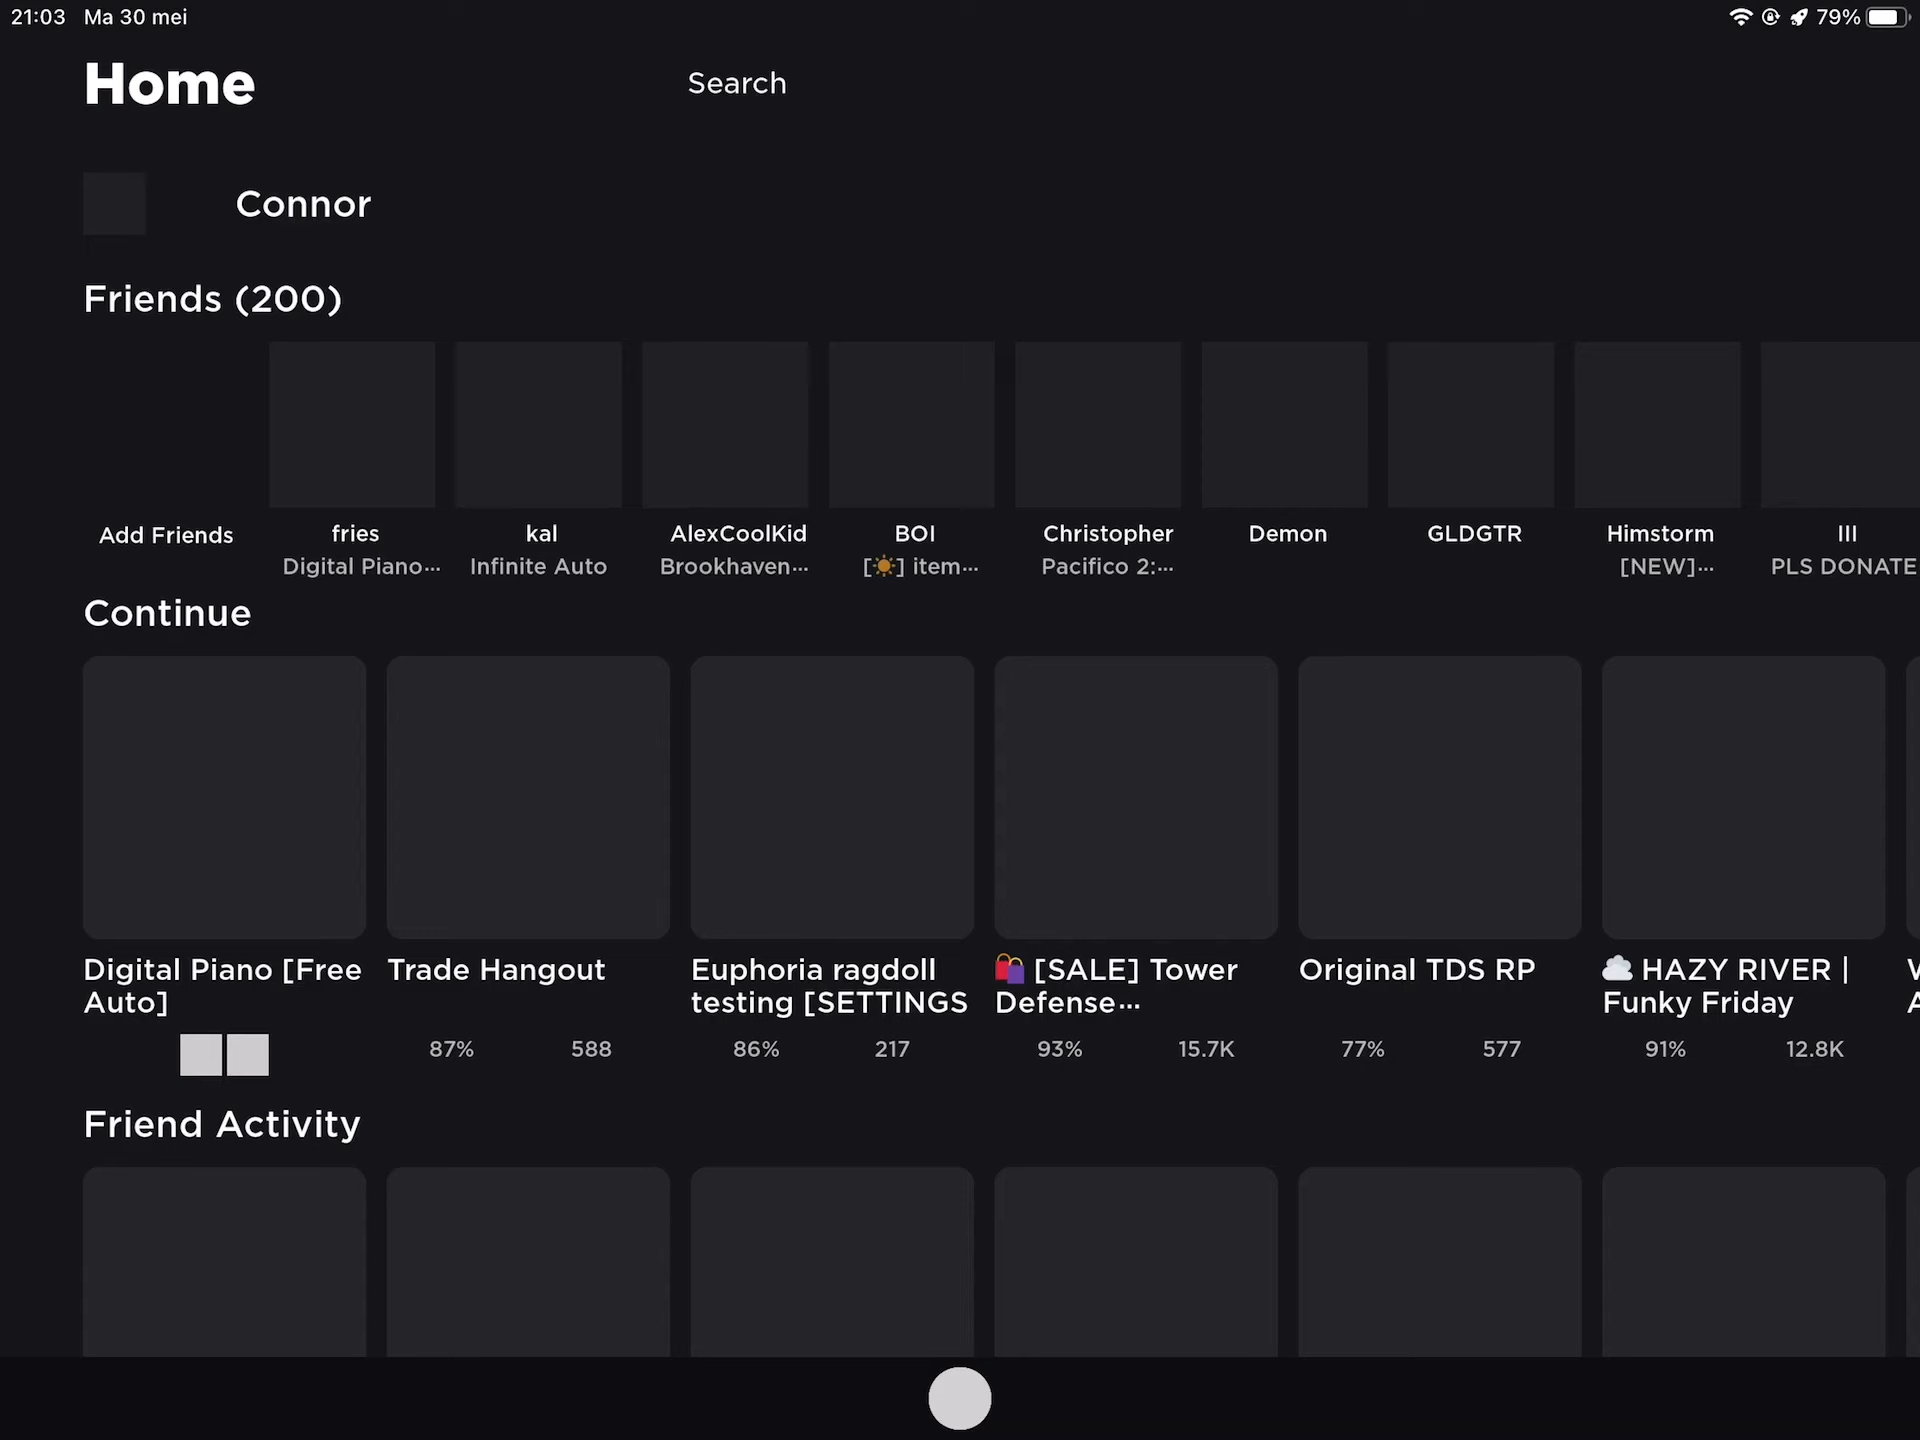 21:03 Ma 30 mei 79%
Home Search
Connor
Friends (200)
Add Friends fries kal AlexCoolKid BOI Christopher Demon GLDGTR Himstorm III
Digital Piano··· Infinite Auto Brookhaven··· [☀️] item··· Pacifico 2:··· [NEW]··· PLS DONATE
Continue
Digital Piano [Free Trade Hangout Euphoria ragdoll 🛍️ [SALE] Tower Original TDS RP ☁️ HAZY RIVER |
Auto] testing [SETTINGS Defense··· Funky Friday
87% 588 86% 217 93% 15.7K 77% 577 91% 12.8K
Friend Activity